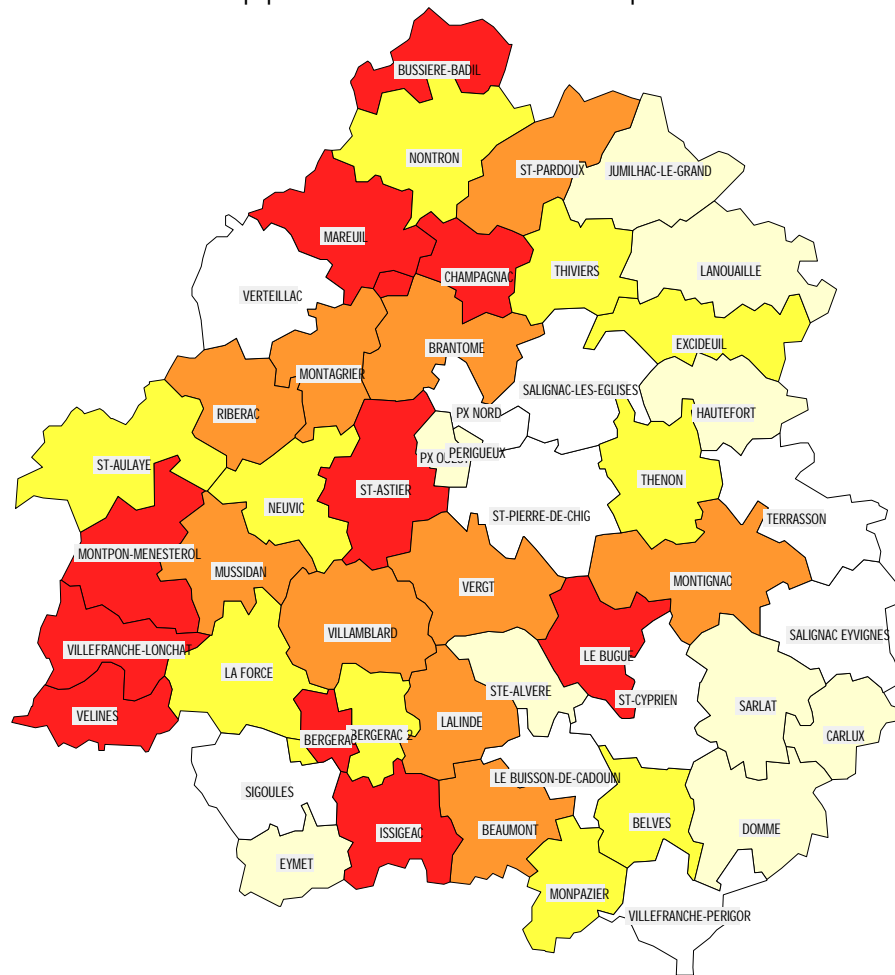 BUSSIERE-BADIL
NONTRON
ST-PARDOUX
JUMILHAC-LE-GRAND
MAREUIL
CHAMPAGNAC
THIVIERS
LANOUAILLE
VERTEILLAC
EXCIDEUIL
BRANTOME
MONTAGRIER
SALIGNAC-LES-EGLISES
RIBERAC
PX NORD
HAUTEFORT
PERIGUEUX
ST-AULAYE
PX
ST-ASTIER
THENON
NEUVIC
ST-PIERRE-DE-CHIG
TERRASSON
MONTPON-MENESTEROL
MUSSIDAN
VERGT
MONTIGNAC
VILLAMBLARD
SALIGNAC EYVIGNES
VILLEFRANCHE-LONCHAT
LE BUGUE
LA FORCE
STE-ALVERE
ST-CYPRIEN
SARLAT
VELINES
LALINDE
BERGERAC
BERGERAC 2
CARLUX
LE BUISSON-DE-CADOUIN
SIGOULES
ISSIGEAC
BEAUMONT
BELVES
DOMME
EYMET
MONPAZIER
VILLEFRANCHE-PERIGOR